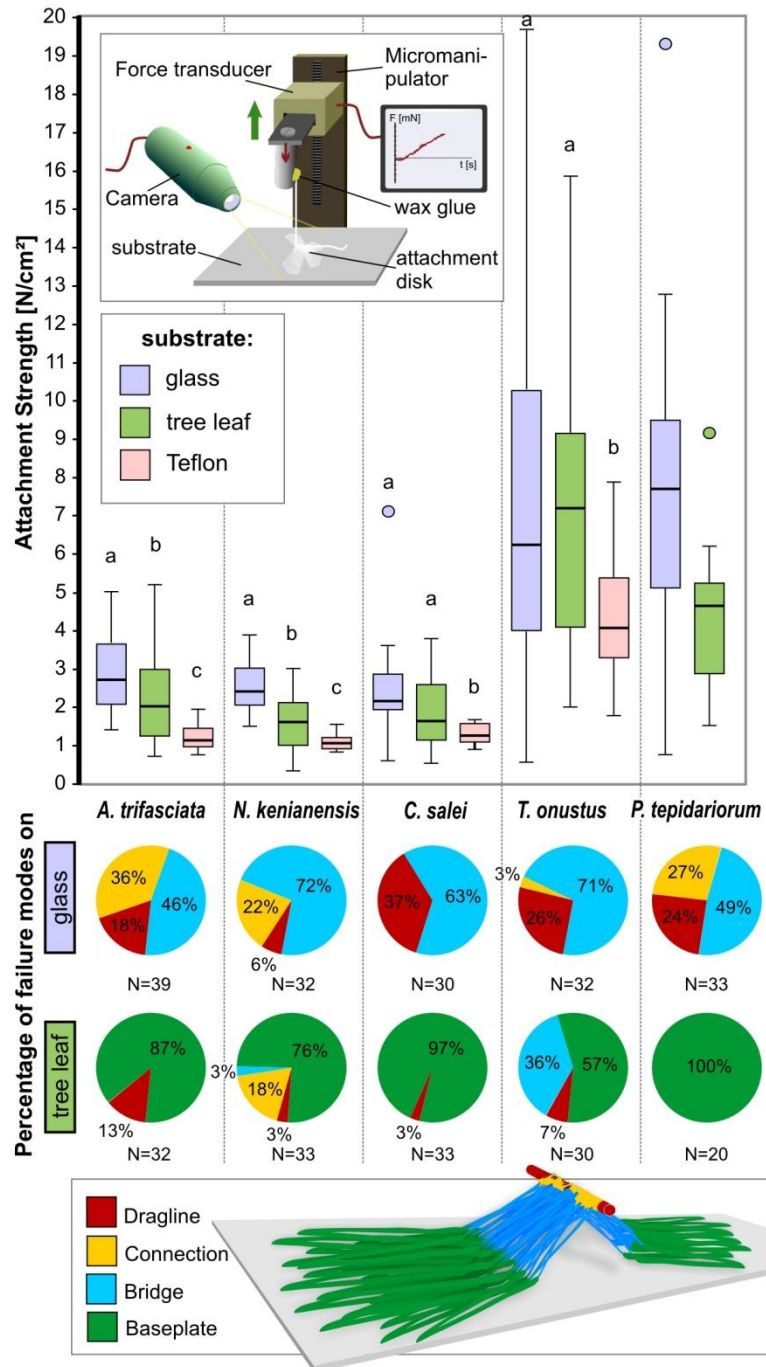 Attachment Strength [N/cm²]
20
19
18
17
16
15
14
13
12
11
10
9
8
7
6
5
4
3
2
1
0
Force transducer
Micromani-
pulator
F [mN]
t [s]
Camera
wax glue
substrate
attachment
disk
substrate:
glass
tree leaf
Teflon
a
b
c
a
b
c
a
a
b
a
a
b
A. trifasciata
N. kenianensis
C. salei
T. onustus
P. tepidariorum
Percentage of failure modes on
glass
36%
46%
18%
N=39
72%
22%
6%
N=32
37%
63%
N=30
3%
71%
26%
N=32
27%
49%
24%
N=33
tree leaf
87%
13%
N=32
76%
3%
18%
3%
N=33
97%
3%
N=33
36%
57%
7%
N=30
100%
N=20
Dragline
Connection
Bridge
Baseplate